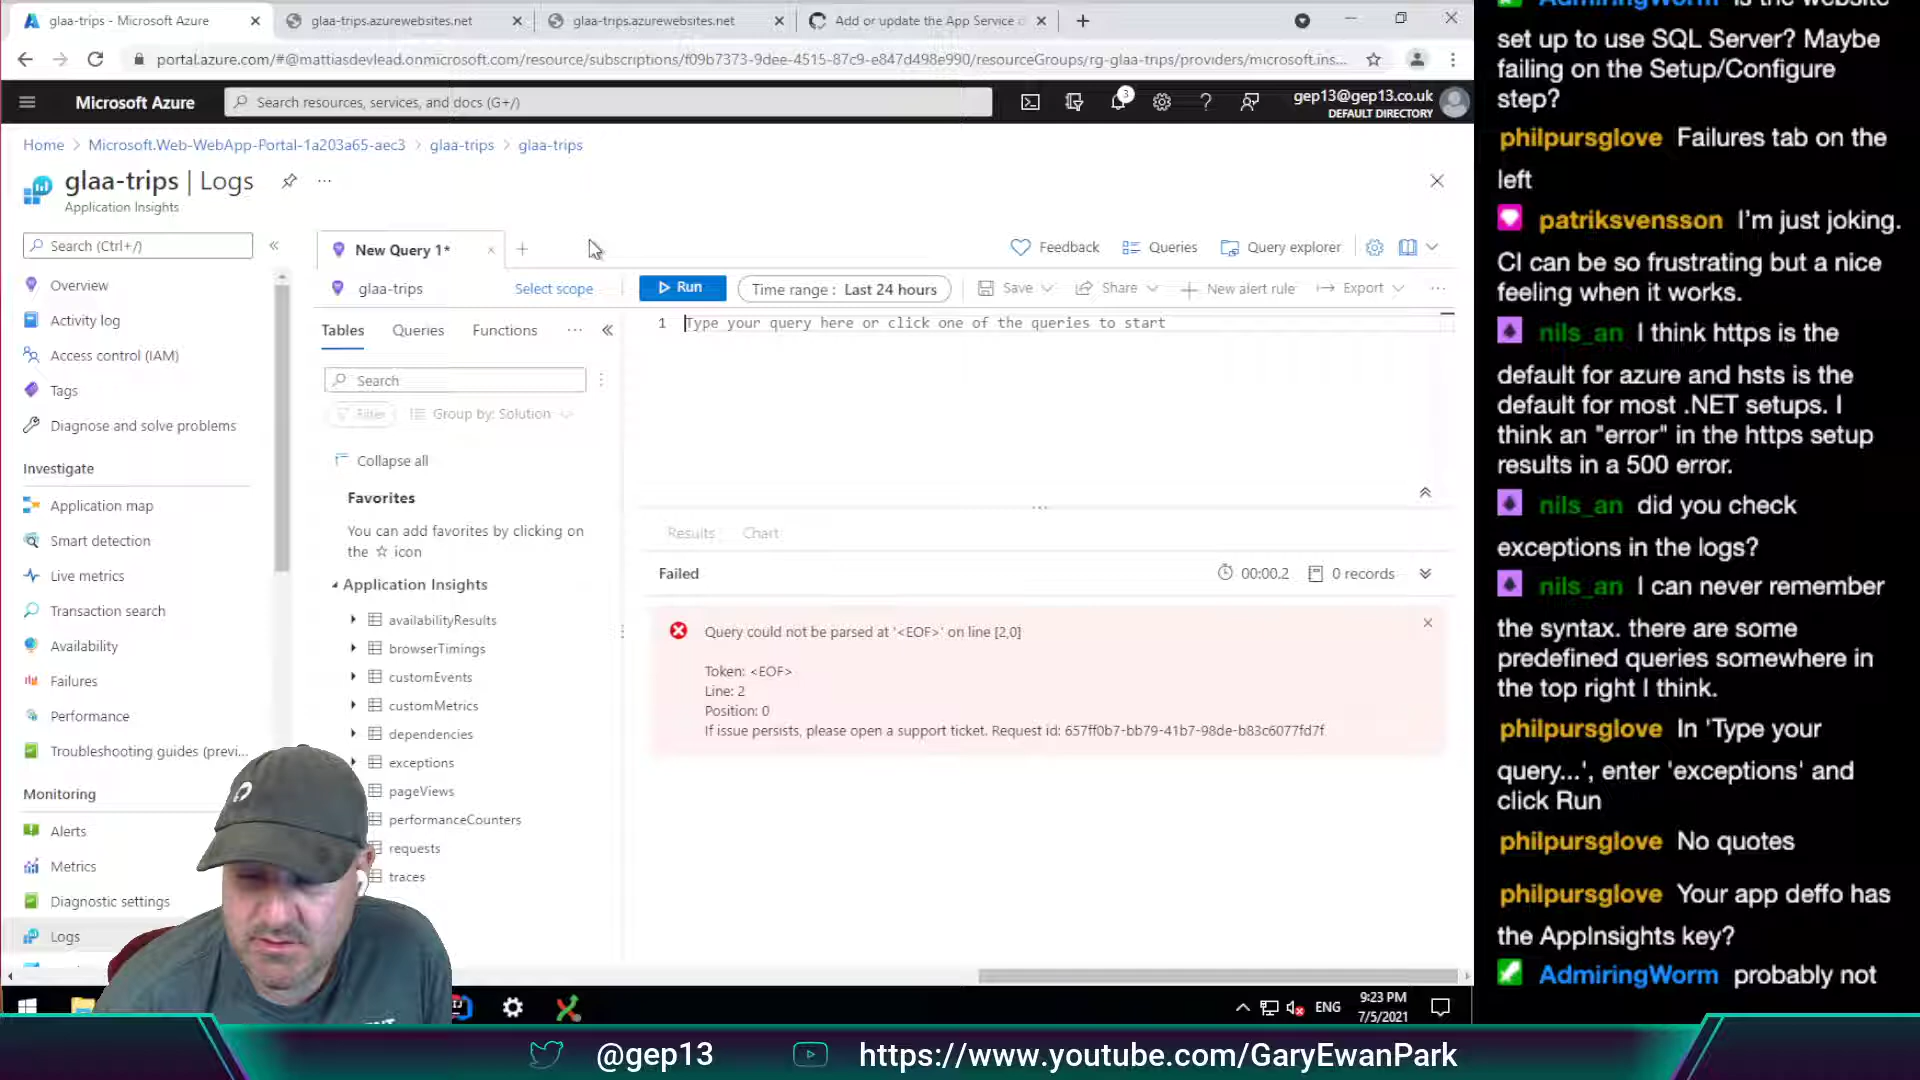 glaa-trips - Microsoft Azure
glaa-trips.azurewebsites.net
glaa-trips.azurewebsites.net
Add or update the App Service
portal.azure.com/#@mattiasdevlead.onmicrosoft.com/resource/subscriptions/f09b7373-9dee-4515-87c9-e847d498e990/resourceGroups/rg-glaa-trips/providers/microsoft.ins...
Microsoft Azure
Search resources, services, and docs (G+/)
3
gep13@gep13.co.uk
DEFAULT DIRECTORY
Home > Microsoft.Web-WebApp-Portal-1a203a65-aec3 > glaa-trips > glaa-trips
glaa-trips | Logs
Application Insights
Search (Ctrl+/)
Overview
Activity log
Access control (IAM)
Tags
Diagnose and solve problems
Investigate
Application map
Smart detection
Live metrics
Transaction search
Availability
Failures
Performance
Troubleshooting guides (previ...
Monitoring
Alerts
Metrics
Diagnostic settings
Logs
New Query 1*
Feedback
Queries
Query explorer
glaa-trips
Select scope
Run
Time range : Last 24 hours
Save
Share
New alert rule
Export
Tables
Queries
Functions
1
Type your query here or click one of the queries to start
Search
Filter
Group by: Solution
Collapse all
Favorites
You can add favorites by clicking on
the ☆ icon
Application Insights
availabilityResults
browserTimings
customEvents
customMetrics
dependencies
exceptions
pageViews
performanceCounters
requests
traces
Results
Chart
Failed
00:00.2
0 records
Query could not be parsed at '<EOF>' on line [2,0]
Token: <EOF>
Line: 2
Position: 0
If issue persists, please open a support ticket. Request id: 657ff0b7-bb79-41b7-98de-b83c6077fd7f
ENG
9:23 PM
7/5/2021
AdmiringWorm is the website
set up to use SQL Server? Maybe
failing on the Setup/Configure
step?
philpursglove Failures tab on the
left
patriksvensson I'm just joking.
CI can be so frustrating but a nice
feeling when it works.
nils_an I think https is the
default for azure and hsts is the
default for most .NET setups. I
think an "error" in the https setup
results in a 500 error.
nils_an did you check
exceptions in the logs?
nils_an I can never remember
the syntax. there are some
predefined queries somewhere in
the top right I think.
philpursglove In 'Type your
query...', enter 'exceptions' and
click Run
philpursglove No quotes
philpursglove Your app deffo has
the AppInsights key?
AdmiringWorm probably not
@gep13
https://www.youtube.com/GaryEwanPark